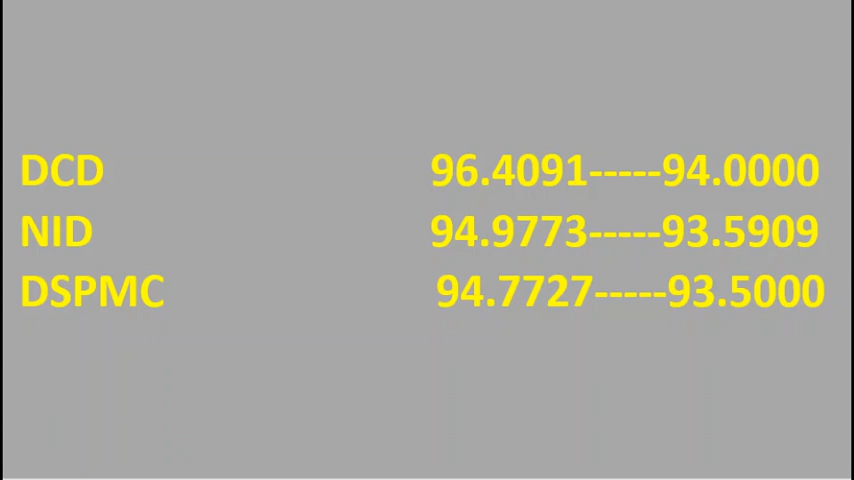 DCD 96.4091-----94.0000
NID 94.9773-----93.5909
DSPMC 94.7727-----93.5000